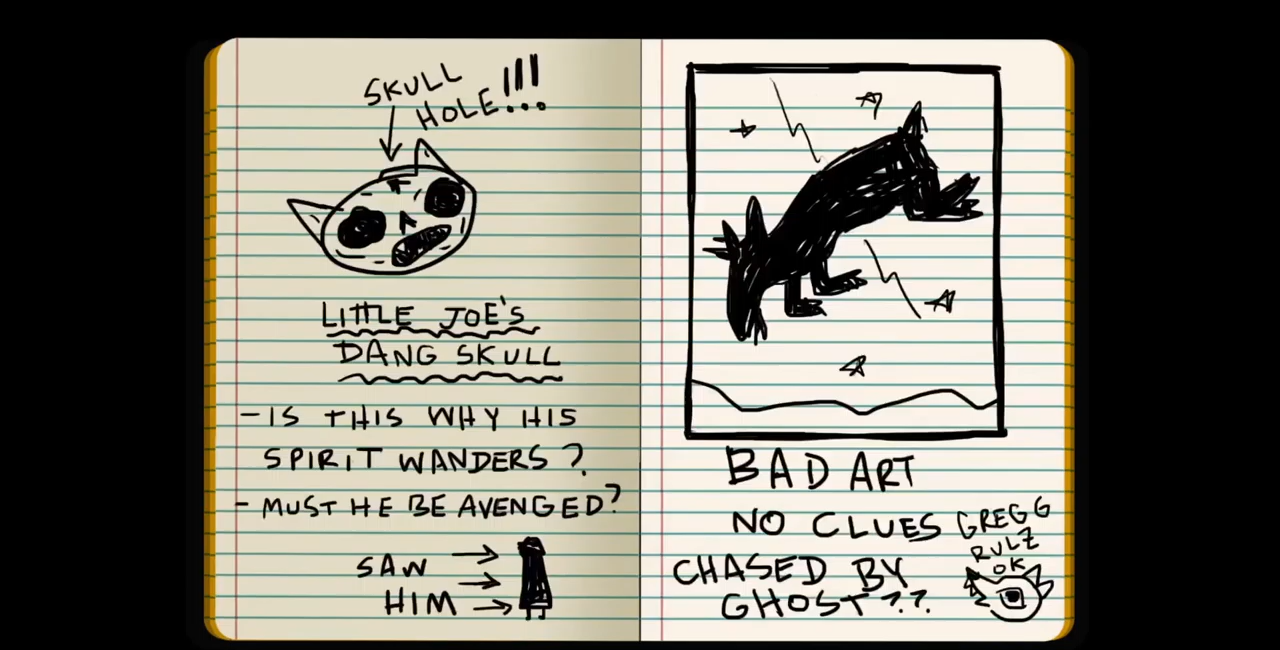 SKULL
HOLE!!!
LITTLE JOE'S
DANG SKULL
- IS THIS WHY HIS
SPIRIT WANDERS?
- MUST HE BE AVENGED?
SAW
HIM
BAD ART
NO CLUES
CHASED BY
GHOST??
GREGG
RULZ
OK